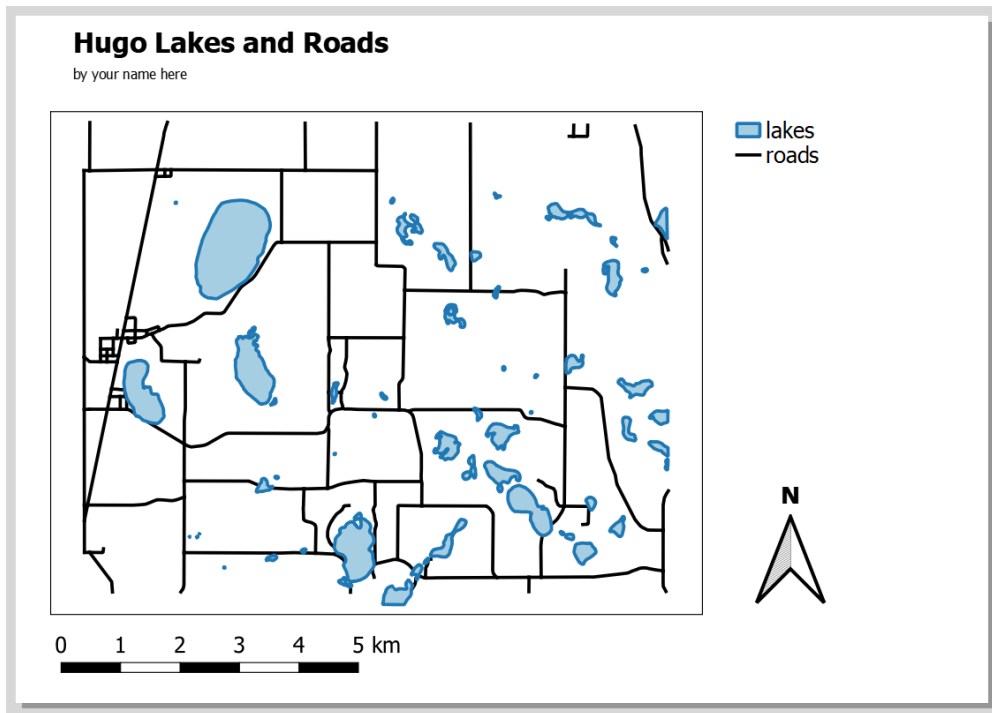 Hugo Lakes and Roads
by your name here
lakes
roads
N
0 1 2 3 4 5 km